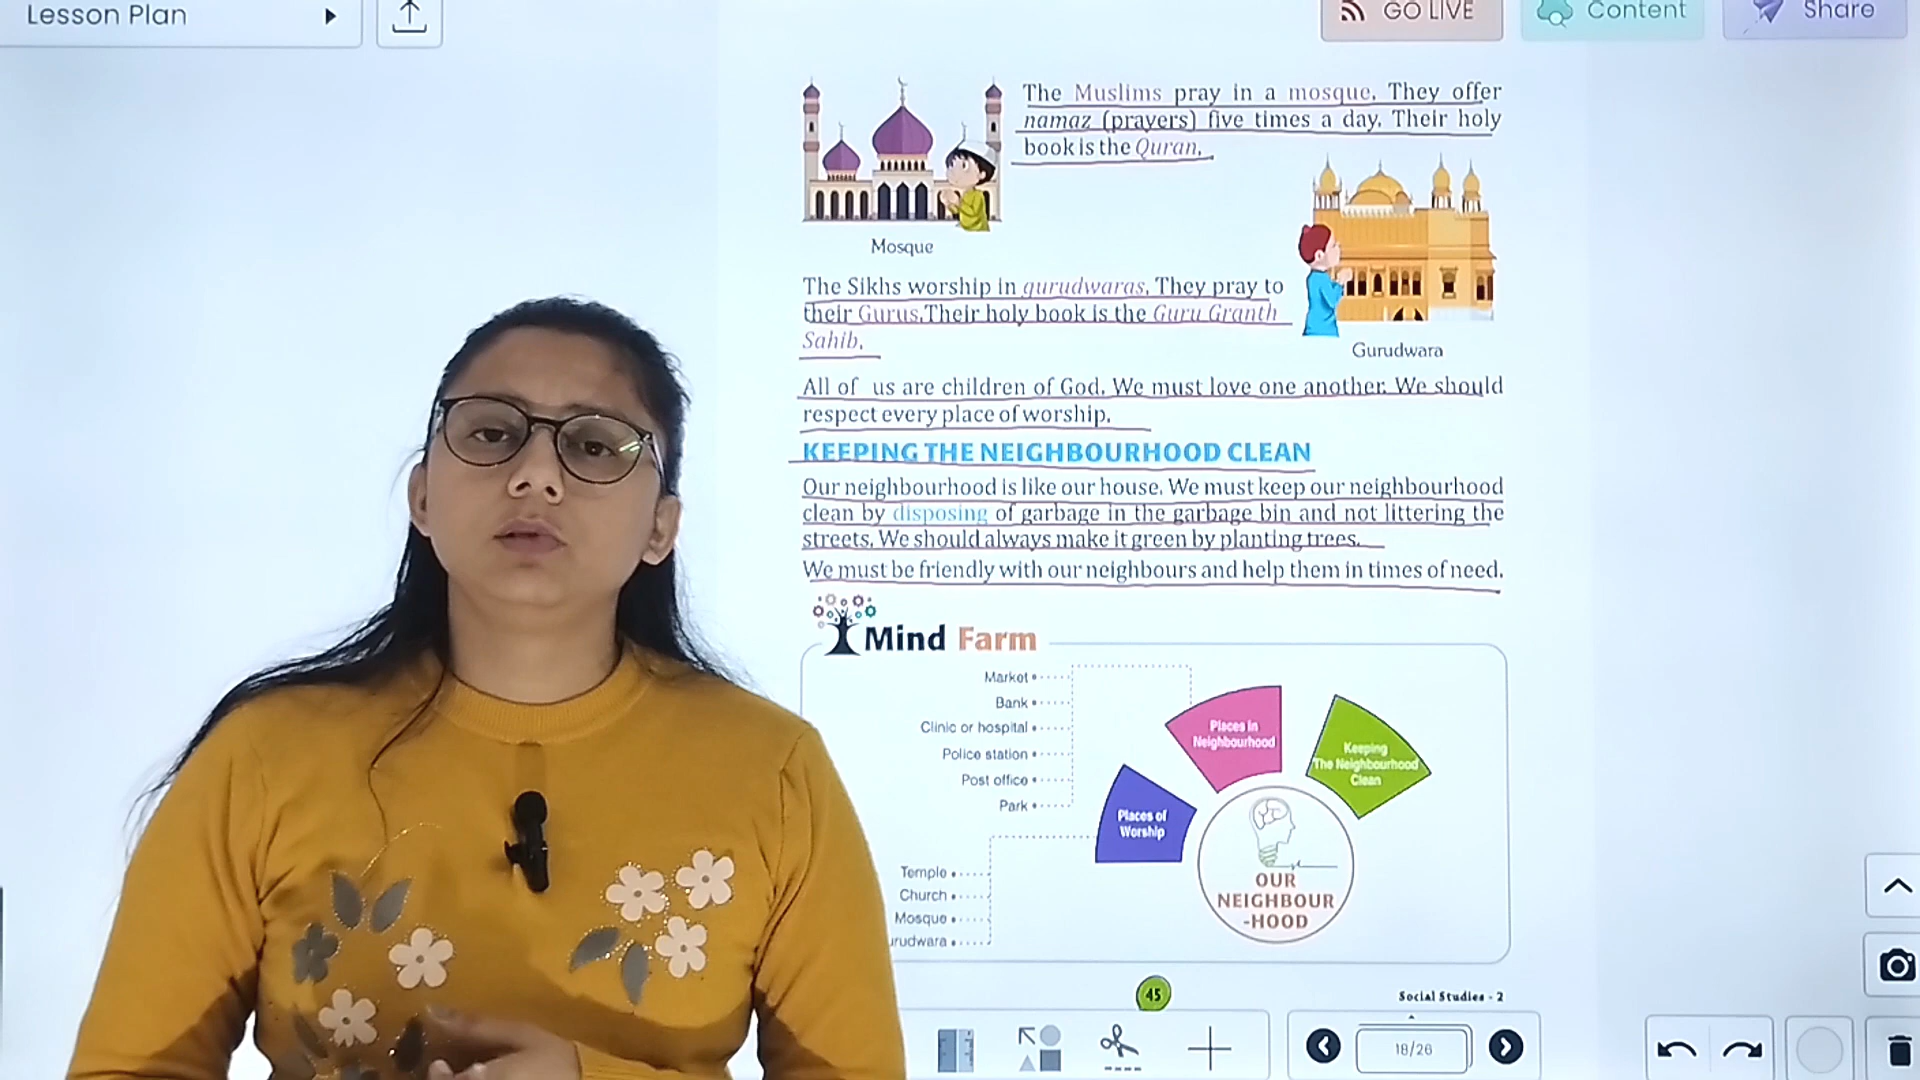 Lesson Plan
GO LIVE
Content
Share
The Muslims pray in a mosque. They offer
namaz (prayers) five times a day. Their holy
book is the Quran.
Mosque
The Sikhs worship in gurudwaras. They pray to
their Gurus.Their holy book is the Guru Granth
Sahib.
Gurudwara
All of us are children of God. We must love one another. We should
respect every place of worship.
KEEPING THE NEIGHBOURHOOD CLEAN
Our neighbourhood is like our house. We must keep our neighbourhood
clean by disposing of garbage in the garbage bin and not littering the
streets. We should always make it green by planting trees.
We must be friendly with our neighbours and help them in times of need.
Mind Farm
Market
Bank
Clinic or hospital
Police station
Post office
Park
Places in
Neighbourhood
Keeping
The Neighbourhood
Clean
Places of
Worship
Temple
Church
Mosque
urudwara
OUR
NEIGHBOUR
-HOOD
45
Social Studies - 2
18/26